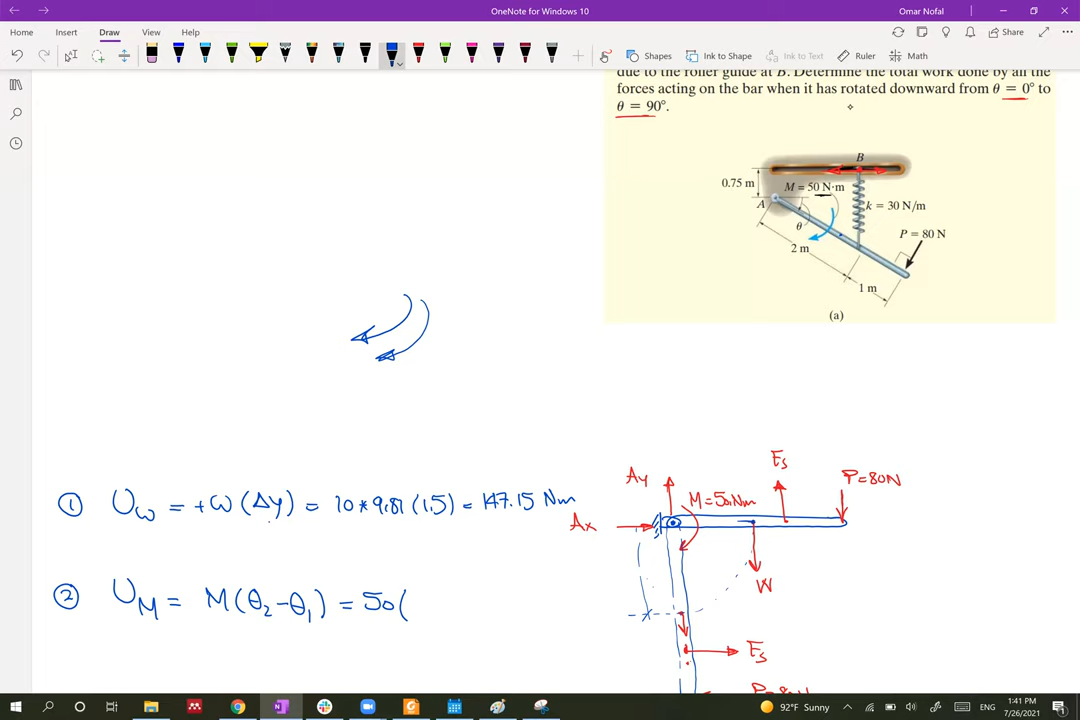 OneNote for Windows 10
Omar Nofal
Home Insert Draw View Help
Shapes Ink to Shape Ink to Text Ruler Math Share
due to the roller guide at B. Determine the total work done by all the
forces acting on the bar when it has rotated downward from θ = 0° to
θ = 90°.
B
0.75 m
M = 50 N·m
A
k = 30 N/m
θ
P = 80 N
2 m
1 m
(a)
① U_W = +W (Δy) = 10 * 9.81 (1.5) = 147.15 Nm
Ay
Fs
P=80N
M=50Nm
Ax
W
② U_M = M(θ₂-θ₁) = 50(
Fs
P=80N
92°F Sunny
ENG
1:41 PM
7/26/2021